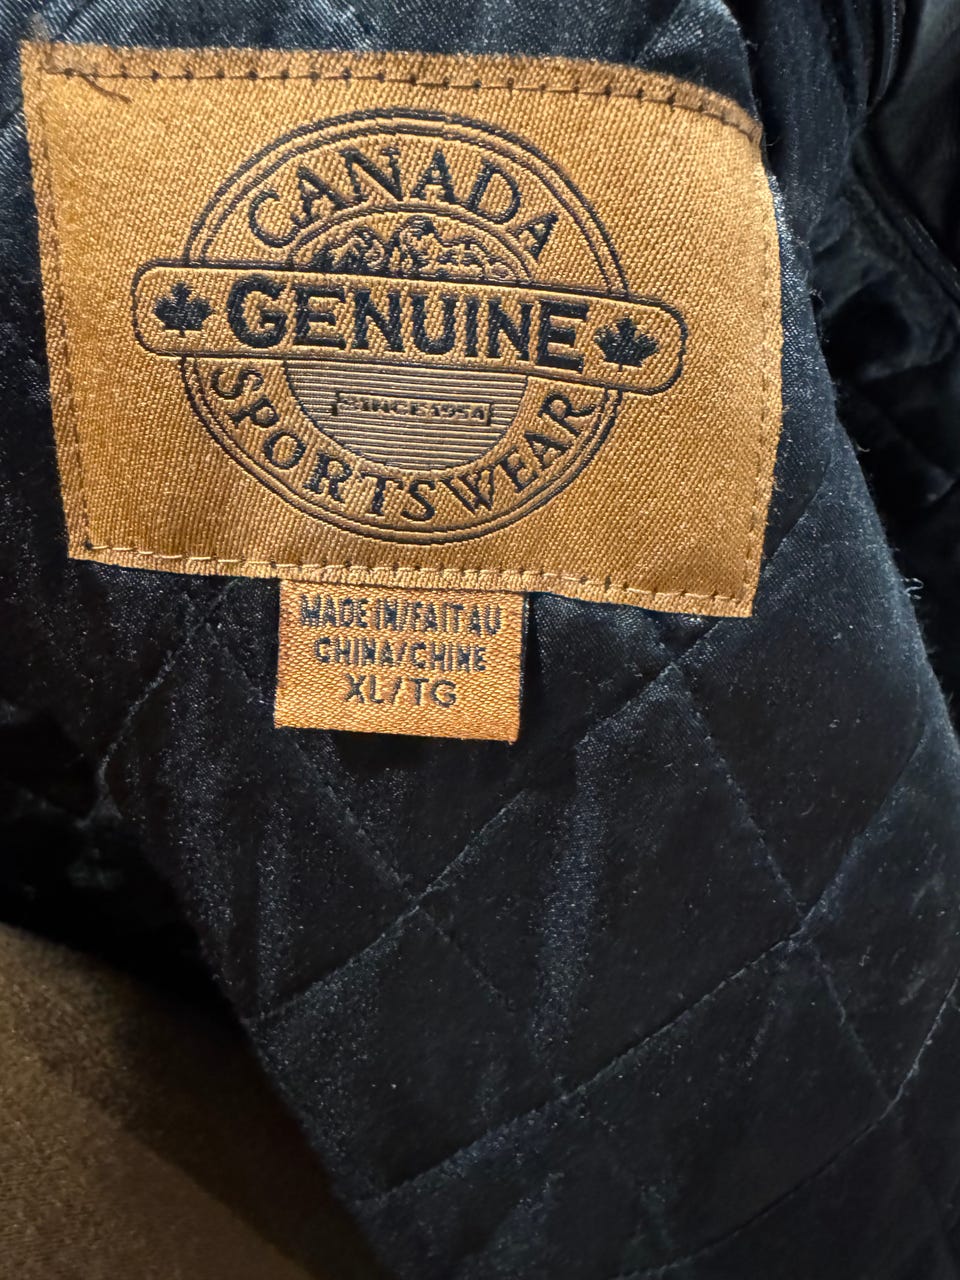 CANADA
GENUINE
SINCE 1954
SPORTSWEAR
MADE IN/FAIT AU
CHINA/CHINE
XL/TG